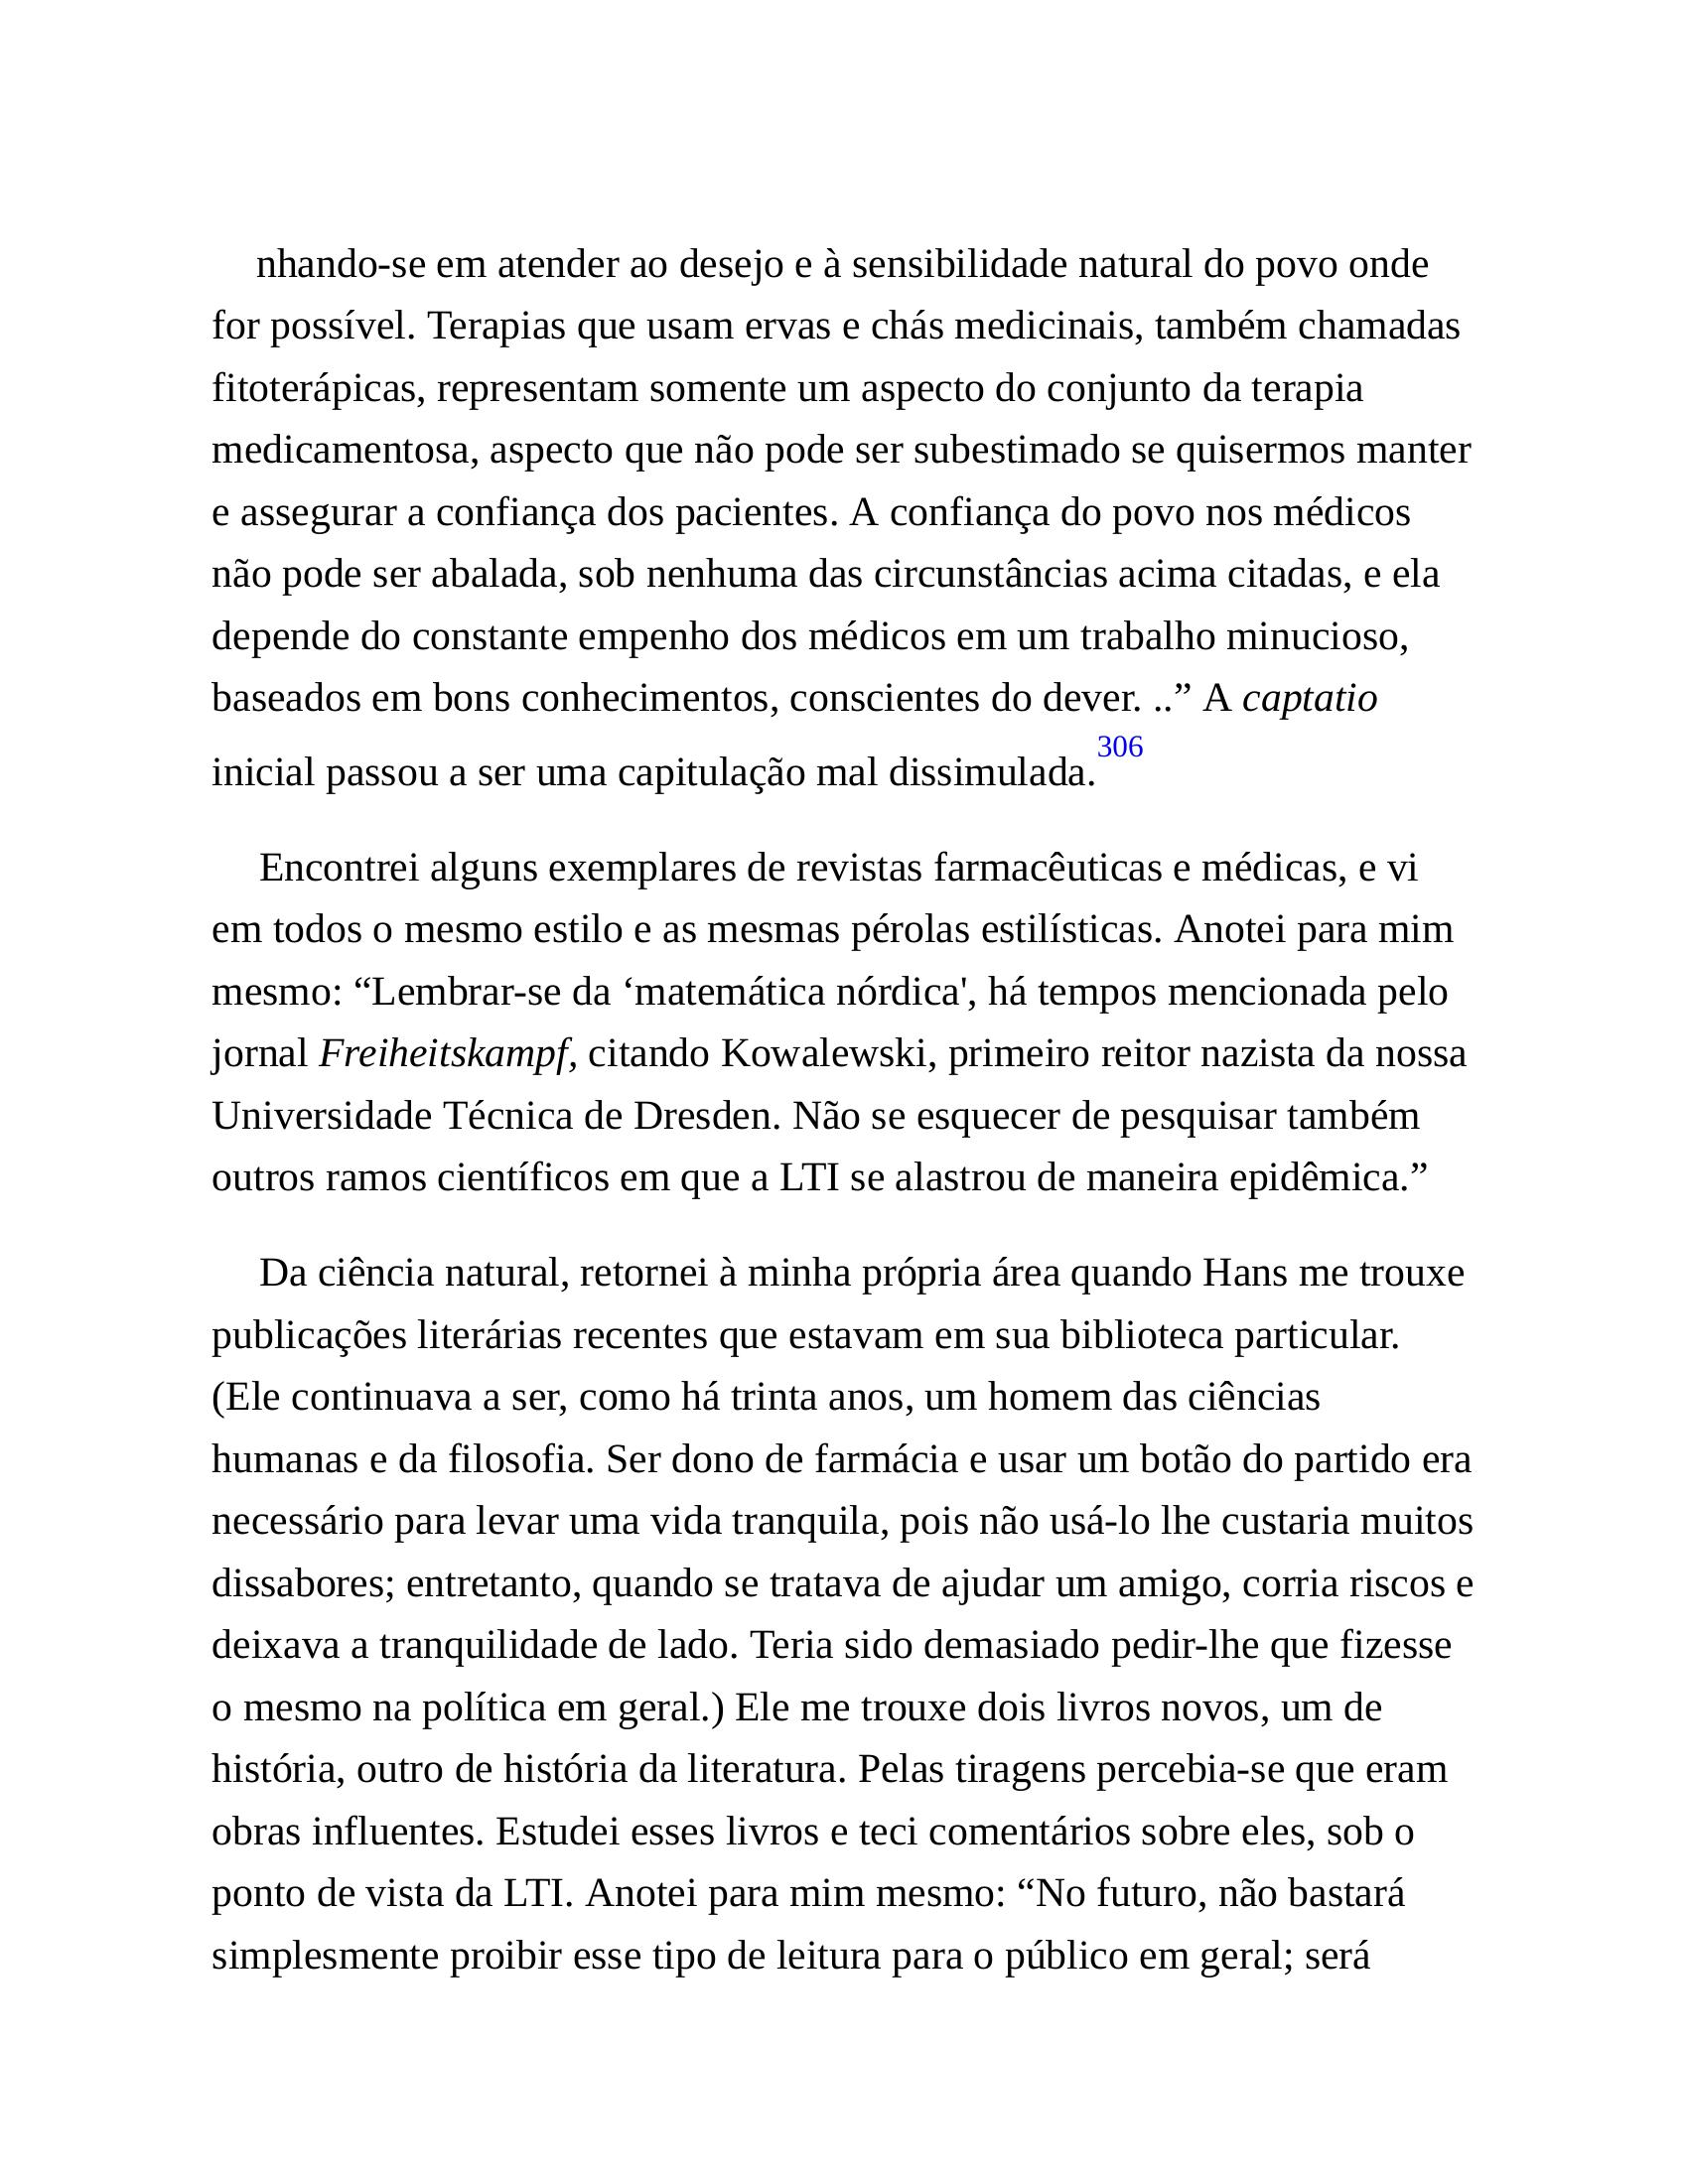 nhando-se em atender ao desejo e à sensibilidade natural do povo onde
for possível. Terapias que usam ervas e chás medicinais, também chamadas
fitoterápicas, representam somente um aspecto do conjunto da terapia
medicamentosa, aspecto que não pode ser subestimado se quisermos manter
e assegurar a confiança dos pacientes. A confiança do povo nos médicos
não pode ser abalada, sob nenhuma das circunstâncias acima citadas, e ela
depende do constante empenho dos médicos em um trabalho minucioso,
baseados em bons conhecimentos, conscientes do dever. ..” A captatio
inicial passou a ser uma capitulação mal dissimulada.306
Encontrei alguns exemplares de revistas farmacêuticas e médicas, e vi
em todos o mesmo estilo e as mesmas pérolas estilísticas. Anotei para mim
mesmo: “Lembrar-se da ‘matemática nórdica', há tempos mencionada pelo
jornal Freiheitskampf, citando Kowalewski, primeiro reitor nazista da nossa
Universidade Técnica de Dresden. Não se esquecer de pesquisar também
outros ramos científicos em que a LTI se alastrou de maneira epidêmica.”
Da ciência natural, retornei à minha própria área quando Hans me trouxe
publicações literárias recentes que estavam em sua biblioteca particular.
(Ele continuava a ser, como há trinta anos, um homem das ciências
humanas e da filosofia. Ser dono de farmácia e usar um botão do partido era
necessário para levar uma vida tranquila, pois não usá-lo lhe custaria muitos
dissabores; entretanto, quando se tratava de ajudar um amigo, corria riscos e
deixava a tranquilidade de lado. Teria sido demasiado pedir-lhe que fizesse
o mesmo na política em geral.) Ele me trouxe dois livros novos, um de
história, outro de história da literatura. Pelas tiragens percebia-se que eram
obras influentes. Estudei esses livros e teci comentários sobre eles, sob o
ponto de vista da LTI. Anotei para mim mesmo: “No futuro, não bastará
simplesmente proibir esse tipo de leitura para o público em geral; será